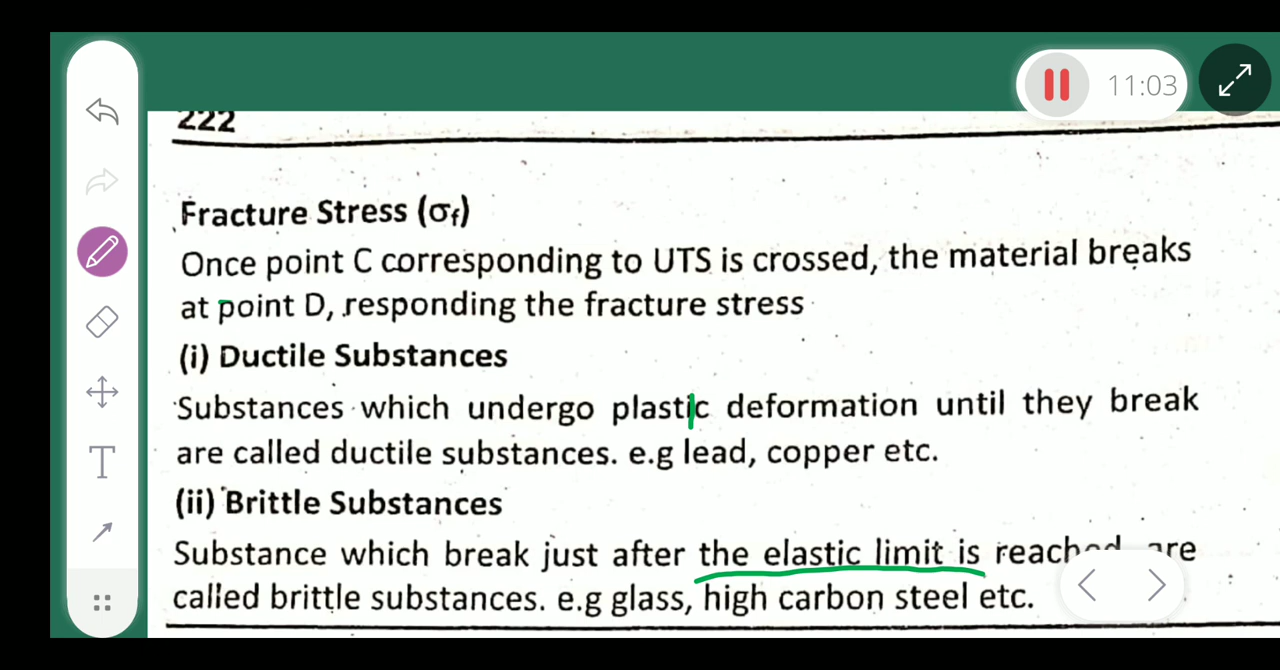 11:03
222
Fracture Stress (σf)
Once point C corresponding to UTS is crossed, the material breaks
at point D, responding the fracture stress
(i) Ductile Substances
Substances which undergo plastic deformation until they break
are called ductile substances. e.g lead, copper etc.
(ii) Brittle Substances
Substance which break just after the elastic limit is reached are
called brittle substances. e.g glass, high carbon steel etc.